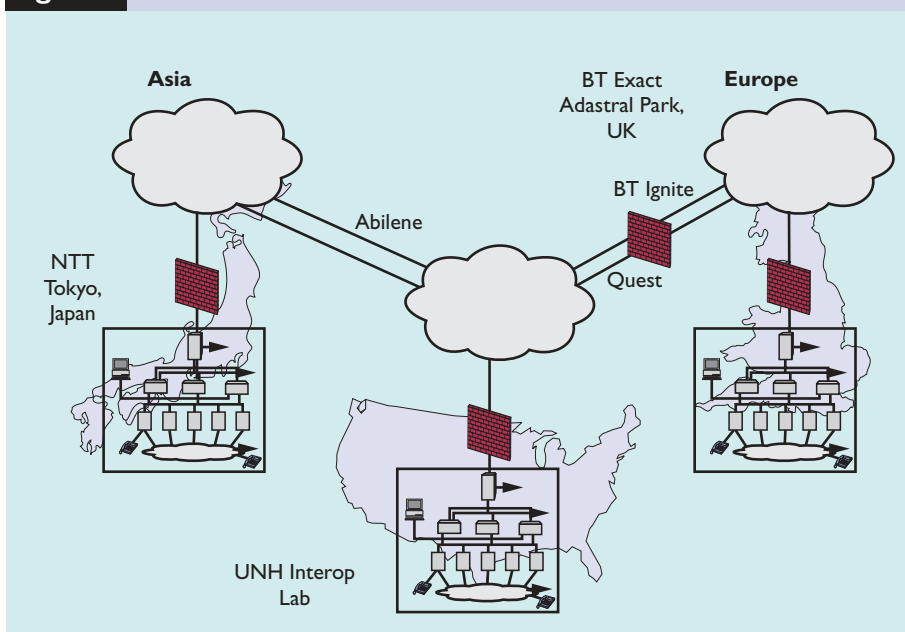 Asia
BT Exact
Adastral Park,
UK
Europe
BT Ignite
Abilene
NTT
Tokyo,
Japan
Quest
UNH Interop
Lab